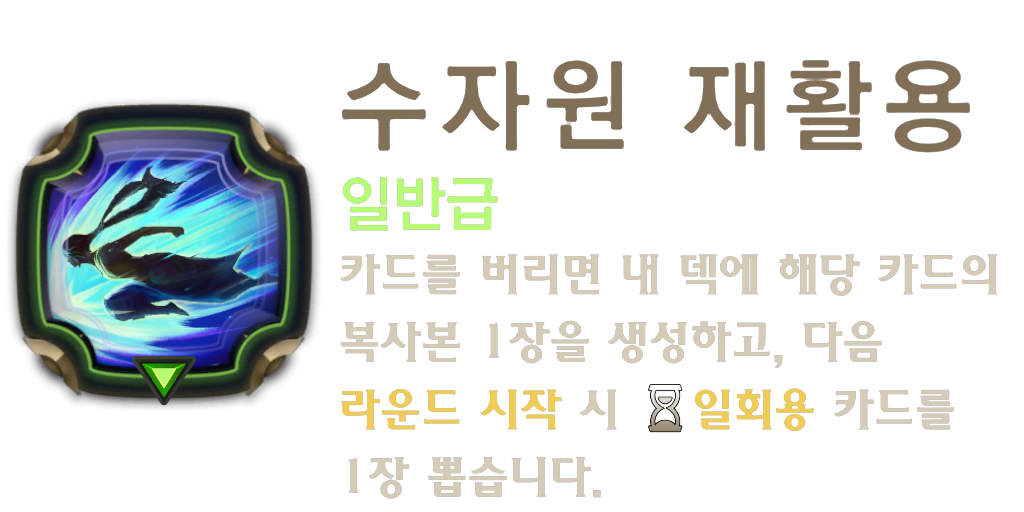 수자원 재활용
일반급
카드를 버리면 내 덱에 해당 카드의
복사본 1장을 생성하고, 다음
라운드 시작 시 일회용 카드를
1장 뽑습니다.